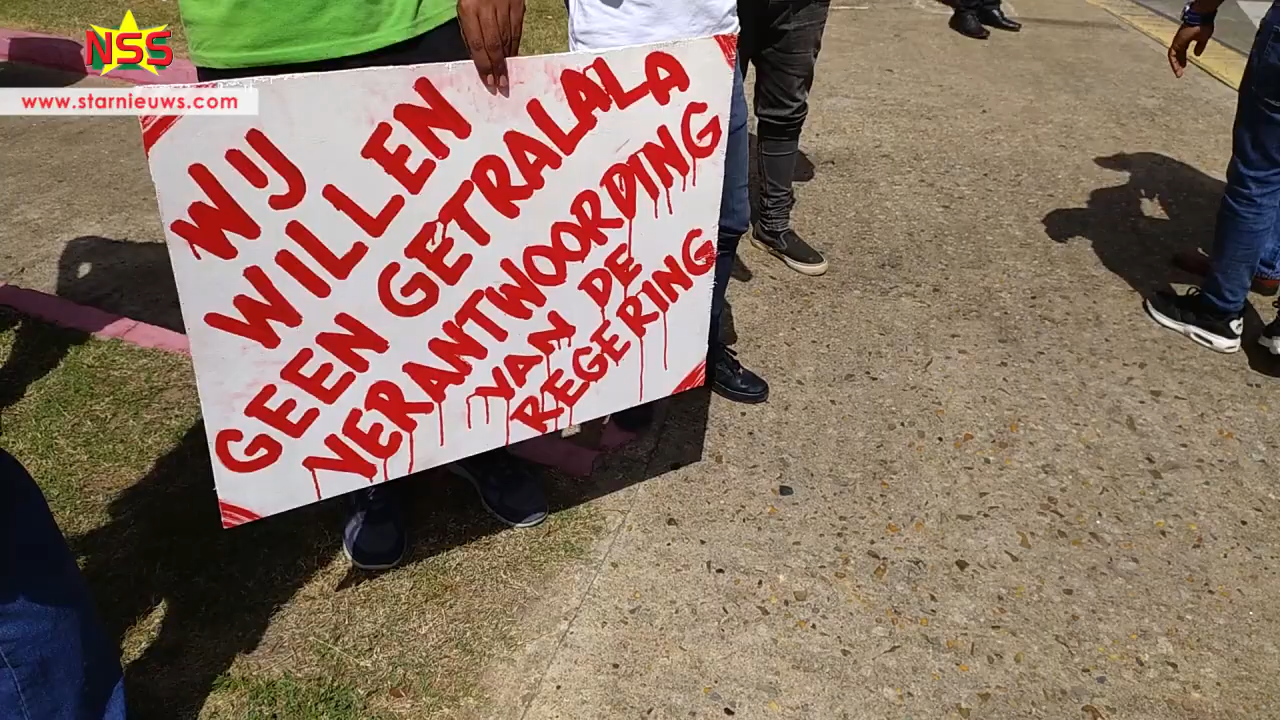 NSS
www.starnieuws.com
WIJ
WILLEN
GEEN GETRALALA
VERANTWOORDING
VAN DE
REGERING